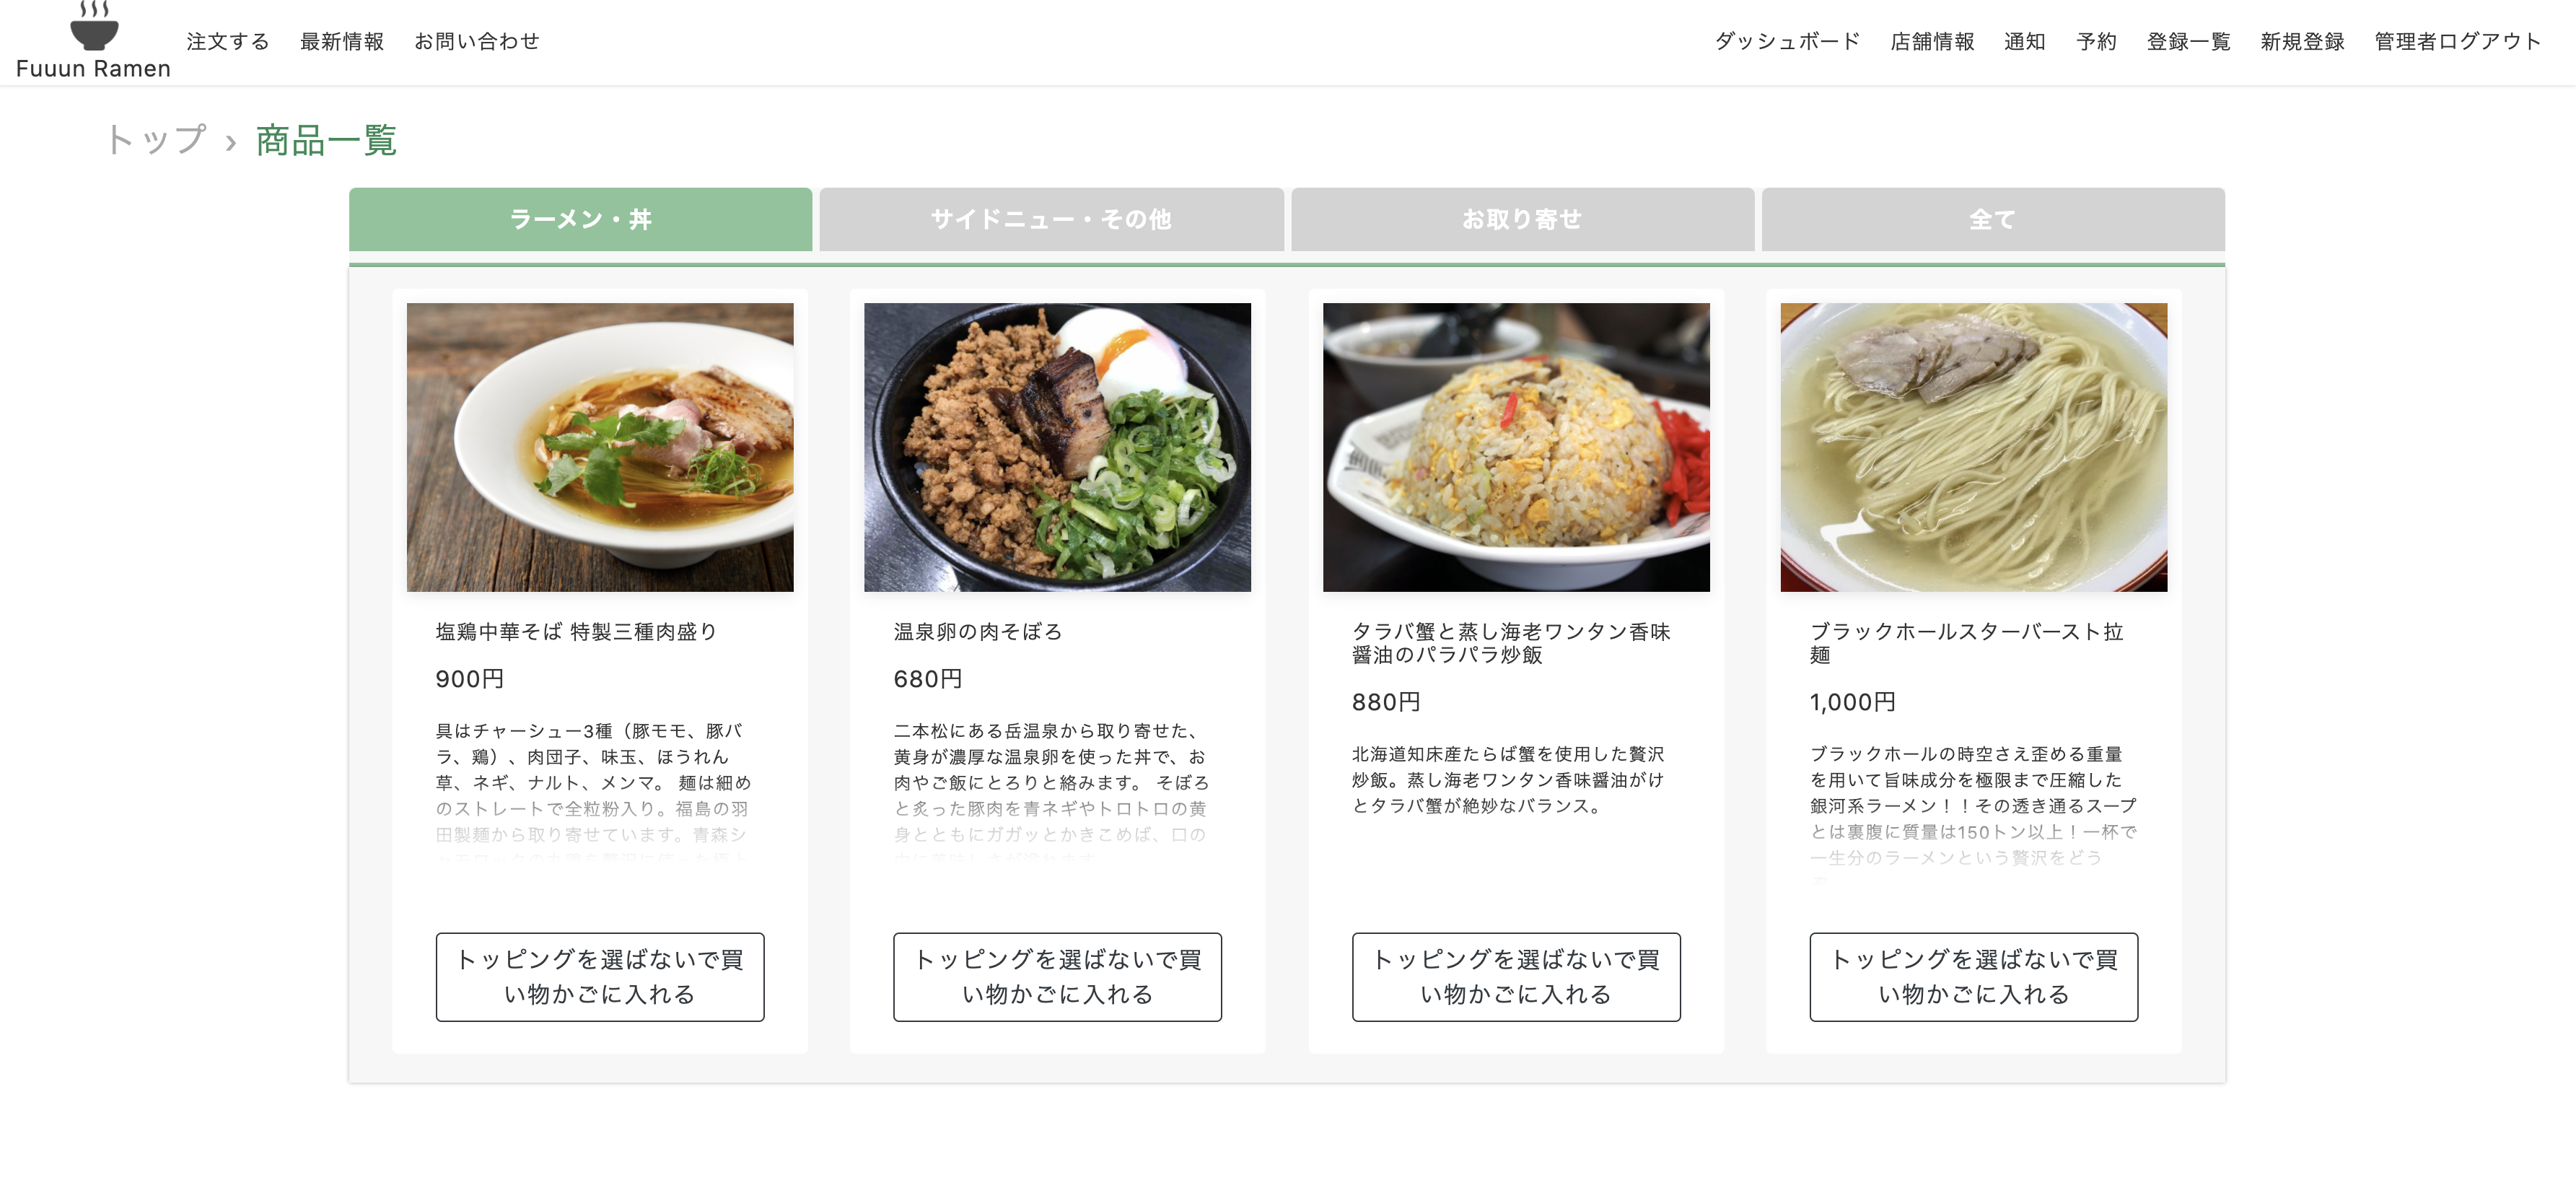 Fuuun Ramen
注文する
最新情報
お問い合わせ
ダッシュボード
店舗情報
通知
予約
登録一覧
新規登録
管理者ログアウト
トップ › 商品一覧
ラーメン・丼
サイドニュー・その他
お取り寄せ
全て
塩鶏中華そば 特製三種肉盛り
900円
具はチャーシュー3種（豚モモ、豚バ
ラ、鶏）、肉団子、味玉、ほうれん
草、ネギ、ナルト、メンマ。 麺は細め
のストレートで全粒粉入り。福島の羽
田製麺から取り寄せています。青森シ
トッピングを選ばないで買
い物かごに入れる
温泉卵の肉そぼろ
680円
二本松にある岳温泉から取り寄せた、
黄身が濃厚な温泉卵を使った丼で、お
肉やご飯にとろりと絡みます。 そぼろ
と炙った豚肉を青ネギやトロトロの黄
身とともにガガッとかきこめば、口の
トッピングを選ばないで買
い物かごに入れる
タラバ蟹と蒸し海老ワンタン香味
醤油のパラパラ炒飯
880円
北海道知床産たらば蟹を使用した贅沢
炒飯。蒸し海老ワンタン香味醤油がけ
とタラバ蟹が絶妙なバランス。
トッピングを選ばないで買
い物かごに入れる
ブラックホールスターバースト拉
麺
1,000円
ブラックホールの時空さえ歪める重量
を用いて旨味成分を極限まで圧縮した
銀河系ラーメン！！その透き通るスープ
とは裏腹に質量は150トン以上！一杯で
一生分のラーメンという贅沢をどう
トッピングを選ばないで買
い物かごに入れる